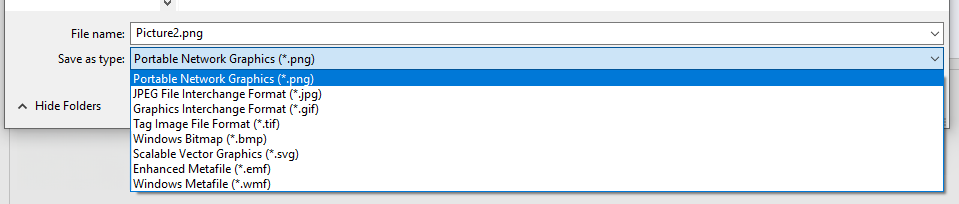 File name: Picture2.png
Save as type: Portable Network Graphics (*.png)
Portable Network Graphics (*.png)
JPEG File Interchange Format (*.jpg)
Graphics Interchange Format (*.gif)
Tag Image File Format (*.tif)
Windows Bitmap (*.bmp)
Scalable Vector Graphics (*.svg)
Enhanced Metafile (*.emf)
Windows Metafile (*.wmf)
Hide Folders